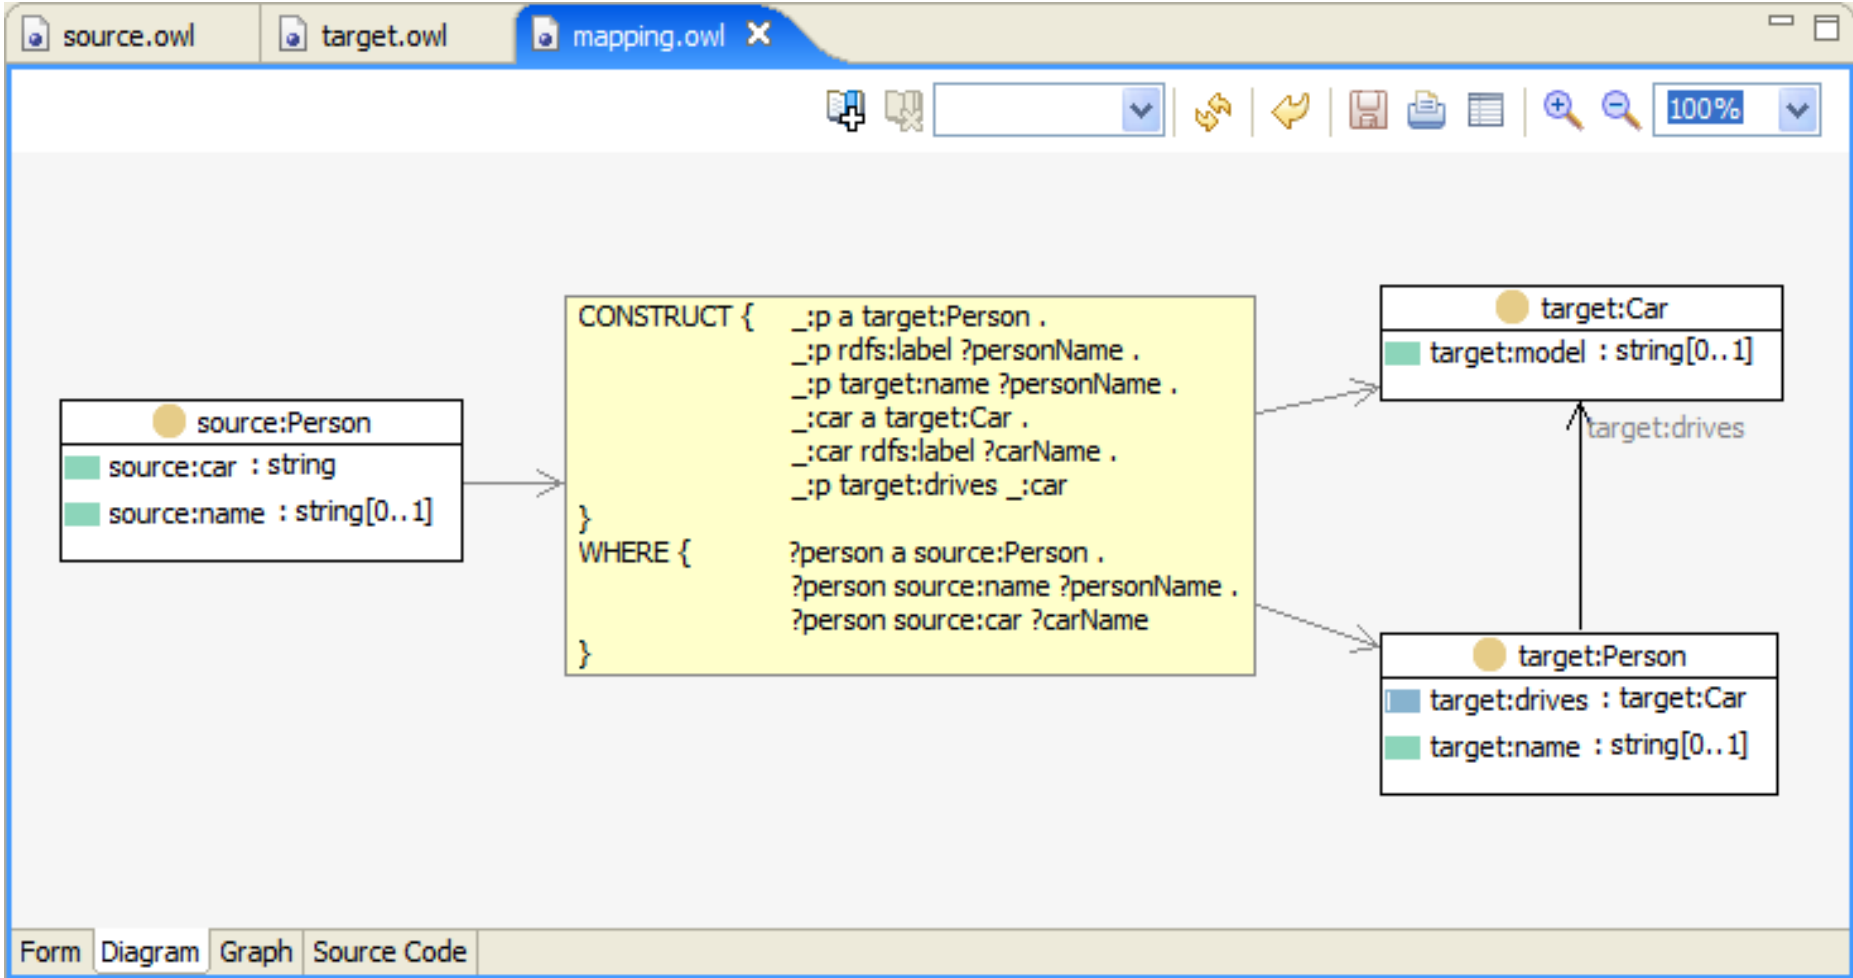 source.owl target.owl mapping.owl
100%
CONSTRUCT { _:p a target:Person .
_:p rdfs:label ?personName .
_:p target:name ?personName .
_:car a target:Car .
_:car rdfs:label ?carName .
_:p target:drives _:car
}
WHERE { ?person a source:Person .
?person source:name ?personName .
?person source:car ?carName
}
source:Person
source:car : string
source:name : string[0..1]
target:Car
target:model : string[0..1]
target:drives
target:Person
target:drives : target:Car
target:name : string[0..1]
Form Diagram Graph Source Code